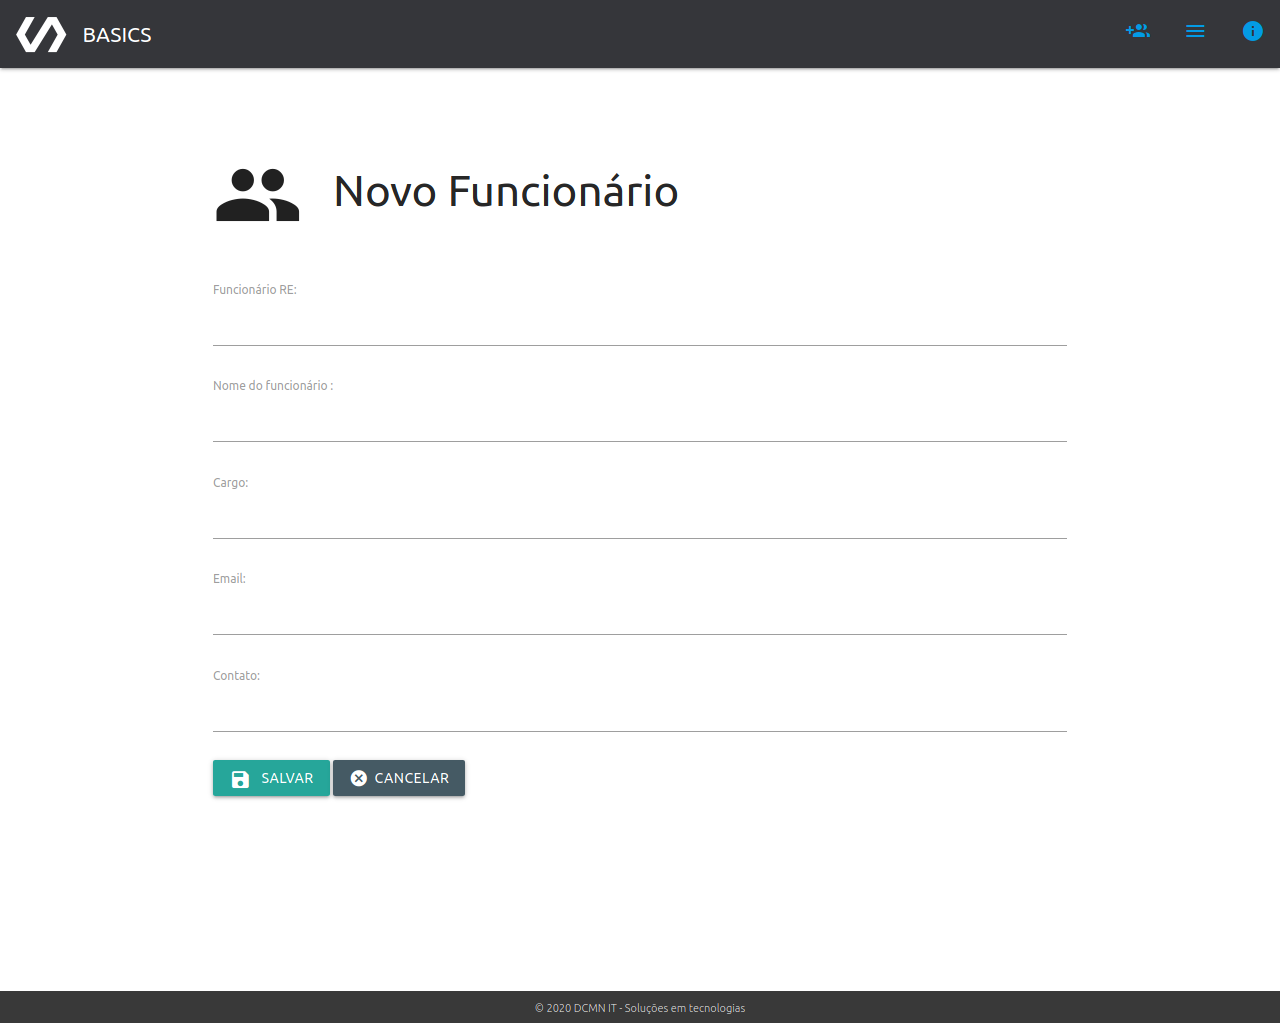 BASICS
Novo Funcionário
Funcionário RE:
Nome do funcionário :
Cargo:
Email:
Contato:
SALVAR CANCELAR
© 2020 DCMN IT - Soluções em tecnologias